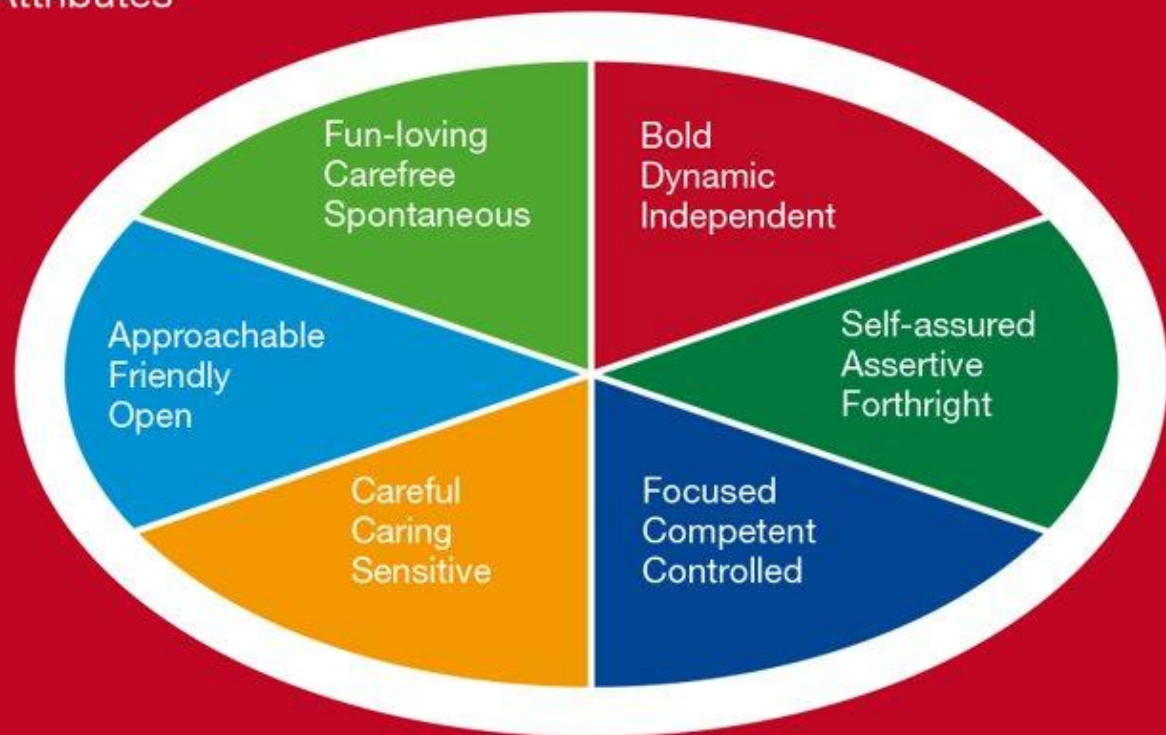 Attributes
Fun-loving
Carefree
Spontaneous
Bold
Dynamic
Independent
Self-assured
Assertive
Forthright
Focused
Competent
Controlled
Careful
Caring
Sensitive
Approachable
Friendly
Open